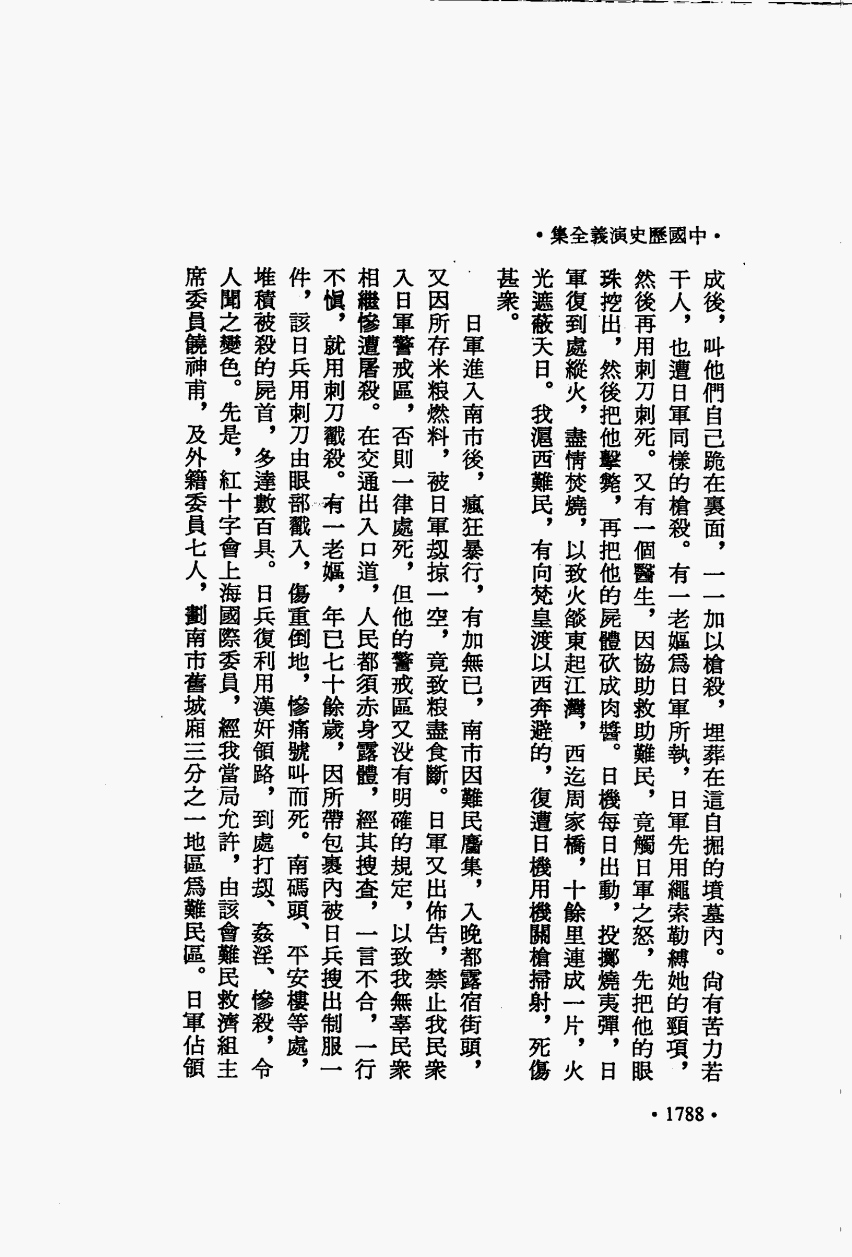 •中國歷史演義全集•
成後，叫他們自己跪在裏面，一一加以槍殺，埋葬在這自掘的墳墓內。尙有苦力若
干人，也遭日軍同樣的槍殺。有一老嫗爲日軍所執，日軍先用繩索勒縛她的頸項，
然後再用刺刀刺死。又有一個醫生，因協助救助難民，竟觸日軍之怒，先把他的眼
珠挖出，然後把他擊斃，再把他的屍體砍成肉醬。日機每日出動，投擲燒夷彈，日
軍復到處縱火，盡情焚燒，以致火燄東起江灣，西迄周家橋，十餘里連成一片，火
光遮蔽天日。我滬西難民，有向梵皇渡以西奔避的，復遭日機用機關槍掃射，死傷
甚衆。
日軍進入南市後，瘋狂暴行，有加無已，南市因難民麕集，入晚都露宿街頭，
又因所存米粮燃料，被日軍刼掠一空，竟致粮盡食斷。日軍又出佈告，禁止我民衆
入日軍警戒區，否則一律處死，但他的警戒區又没有明確的規定，以致我無辜民衆
相繼慘遭屠殺。在交通出入口道，人民都須赤身露體，經其搜查，一言不合，一行
不愼，就用刺刀戳殺。有一老嫗，年已七十餘歲，因所帶包裹內被日兵搜出制服一
件，該日兵用刺刀由眼部戳入，傷重倒地，慘痛號叫而死。南碼頭、平安樓等處，
堆積被殺的屍首，多達數百具。日兵復利用漢奸領路，到處打刼、姦淫、慘殺，令
人聞之變色。先是，紅十字會上海國際委員，經我當局允許，由該會難民救濟組主
席委員饒神甫，及外籍委員七人，劃南市舊城廂三分之一地區爲難民區。日軍佔領
•1788•